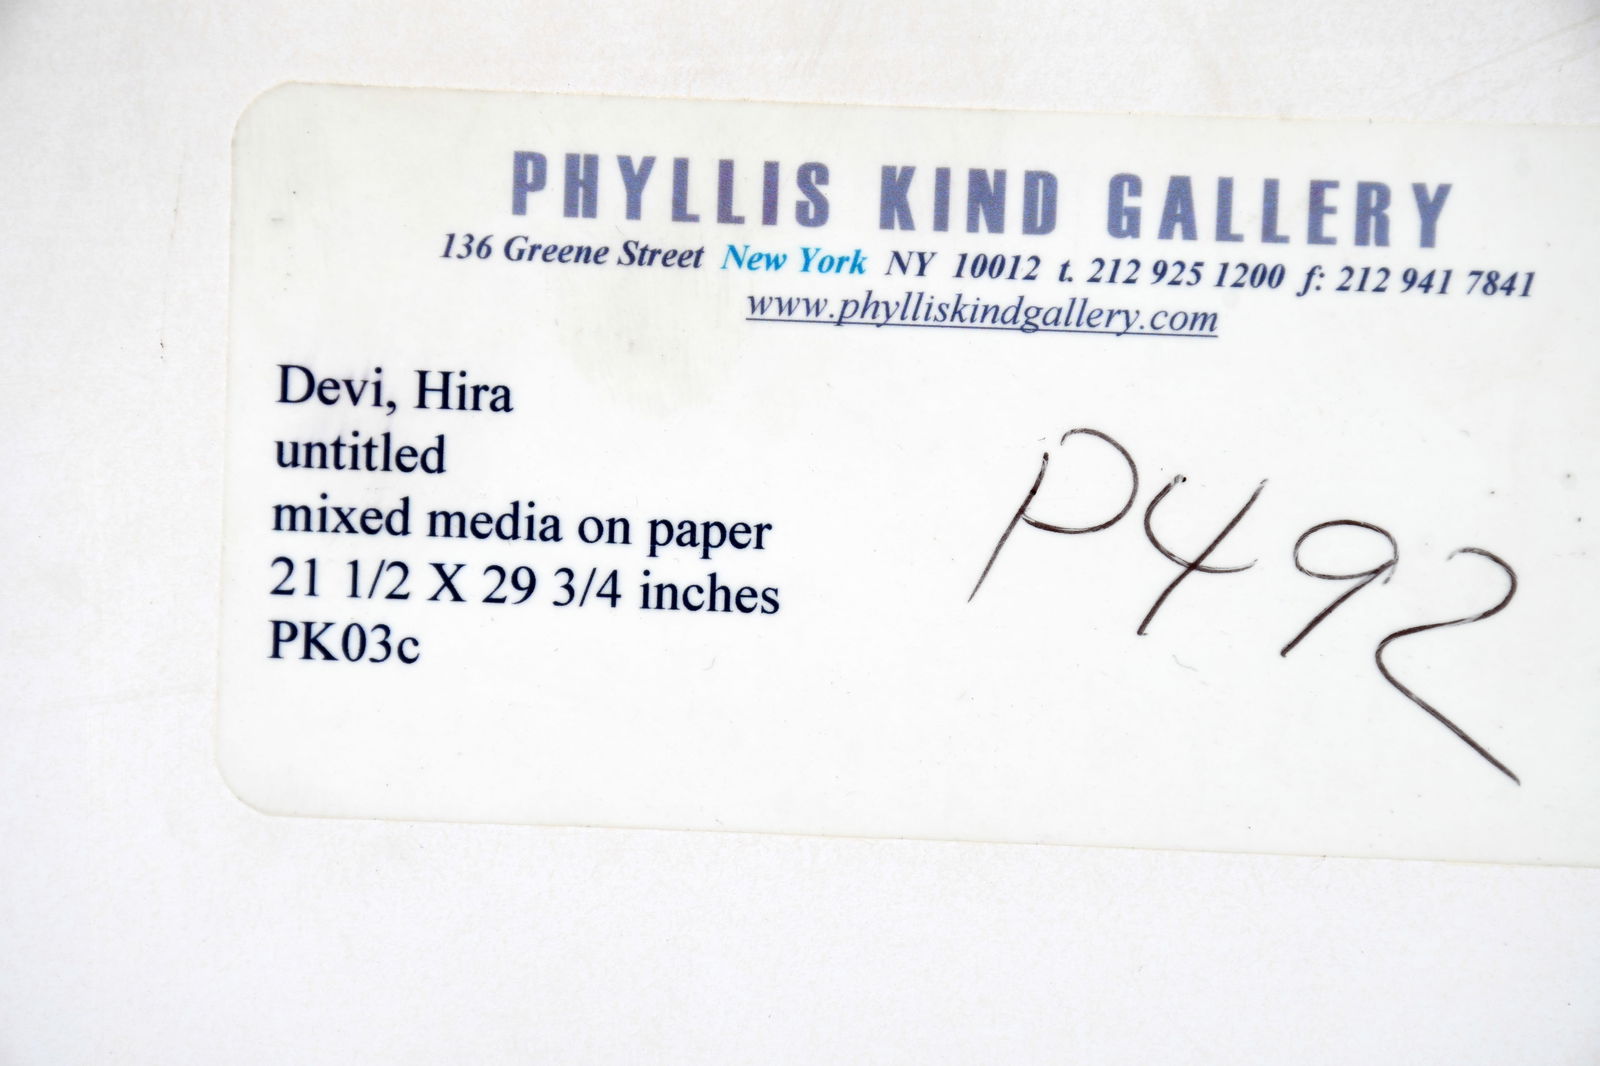 PHYLLIS KIND GALLERY
136 Greene Street New York NY 10012 t. 212 925 1200 f: 212 941 7841
www.phylliskindgallery.com
Devi, Hira
untitled
mixed media on paper
21 1/2 X 29 3/4 inches
PK03c
P492